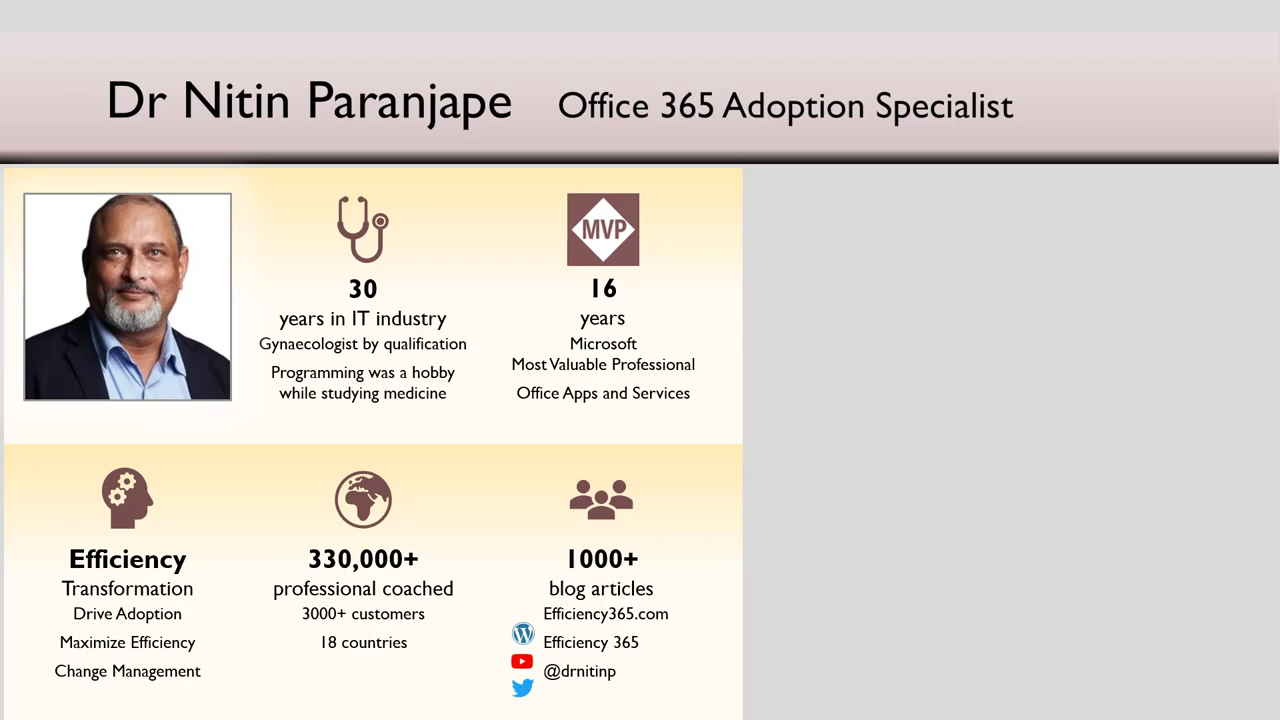 Dr Nitin Paranjape Office 365 Adoption Specialist
30
years in IT industry
Gynaecologist by qualification
Programming was a hobby
while studying medicine
MVP
16
years
Microsoft
Most Valuable Professional
Office Apps and Services
Efficiency
Transformation
Drive Adoption
Maximize Efficiency
Change Management
330,000+
professional coached
3000+ customers
18 countries
1000+
blog articles
Efficiency365.com
Efficiency 365
@drnitinp